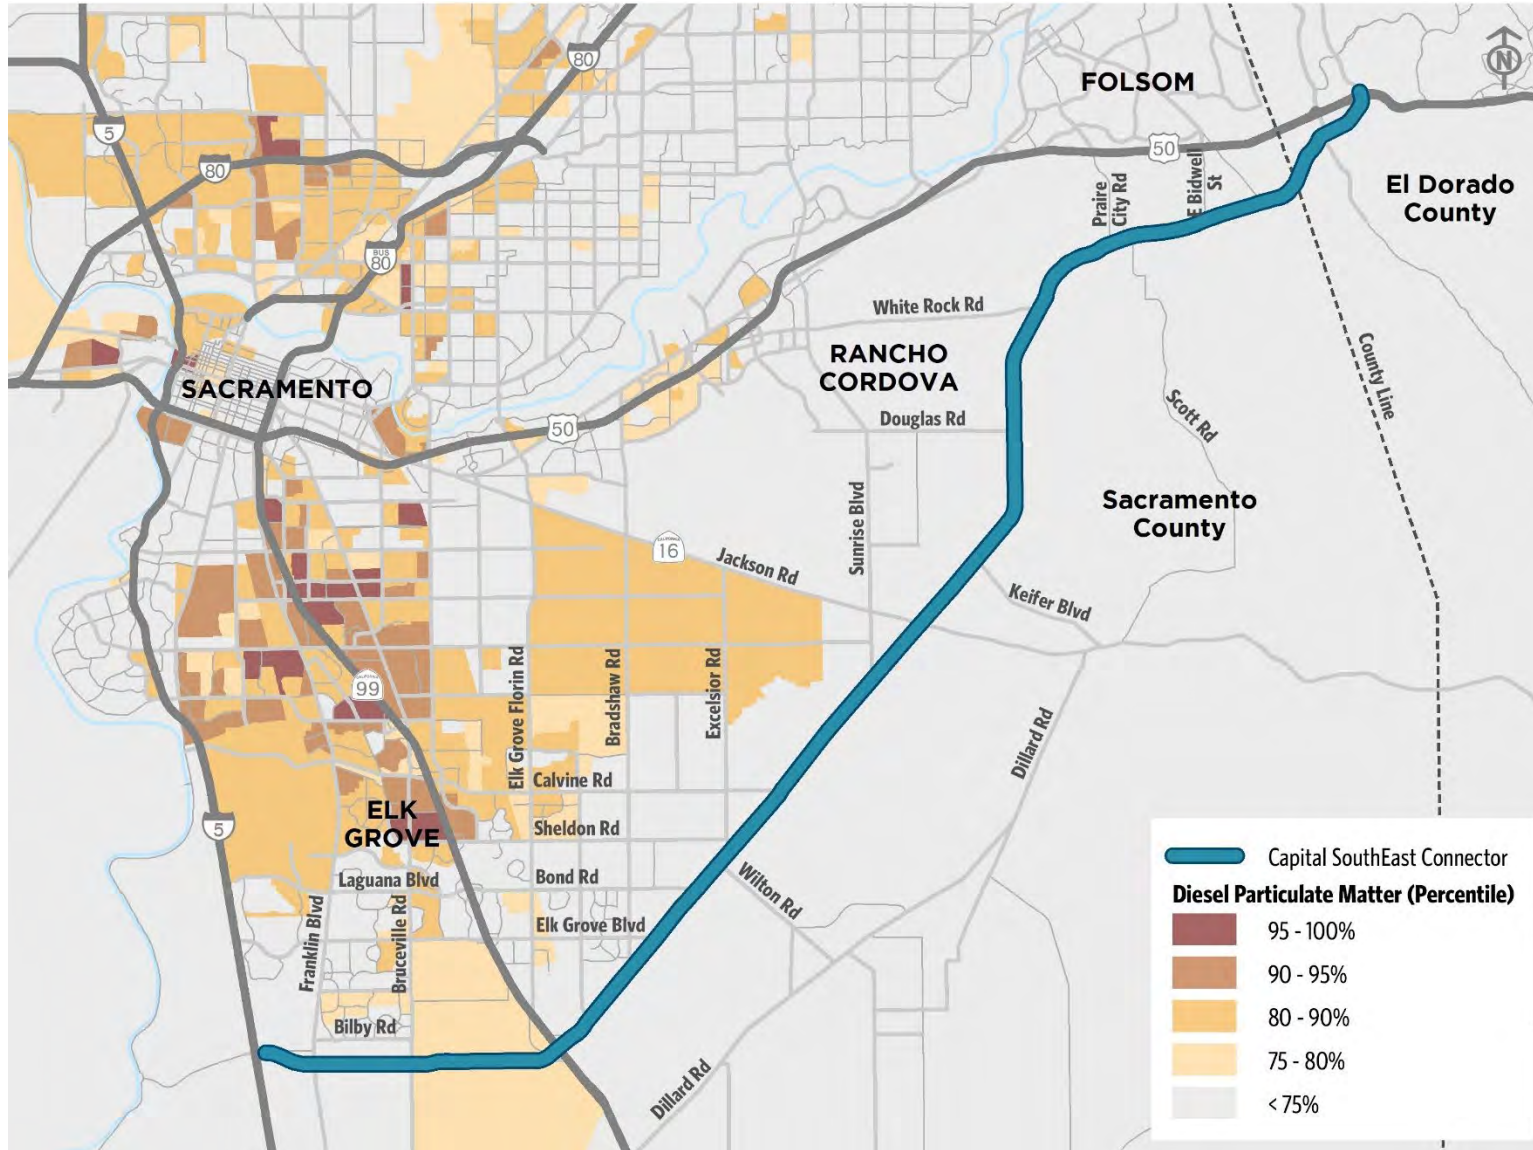 80
FOLSOM
N
5
80
50
E Bidwell
St
Praire
City Rd
El Dorado
County
BUS
80
White Rock Rd
RANCHO
CORDOVA
County Line
SACRAMENTO
Douglas Rd
Scott Rd
50
Sunrise Blvd
Sacramento
County
CALIFORNIA
16
Jackson Rd
Keifer Blvd
CALIFORNIA
99
Elk Grove Florin Rd
Bradshaw Rd
Excelsior Rd
Dillard Rd
Calvine Rd
ELK
GROVE
5
Sheldon Rd
Laguana Blvd
Bond Rd
Wilton Rd
Franklin Blvd
Bruceville Rd
Elk Grove Blvd
Bilby Rd
Dillard Rd
Capital SouthEast Connector
Diesel Particulate Matter (Percentile)
95 - 100%
90 - 95%
80 - 90%
75 - 80%
< 75%